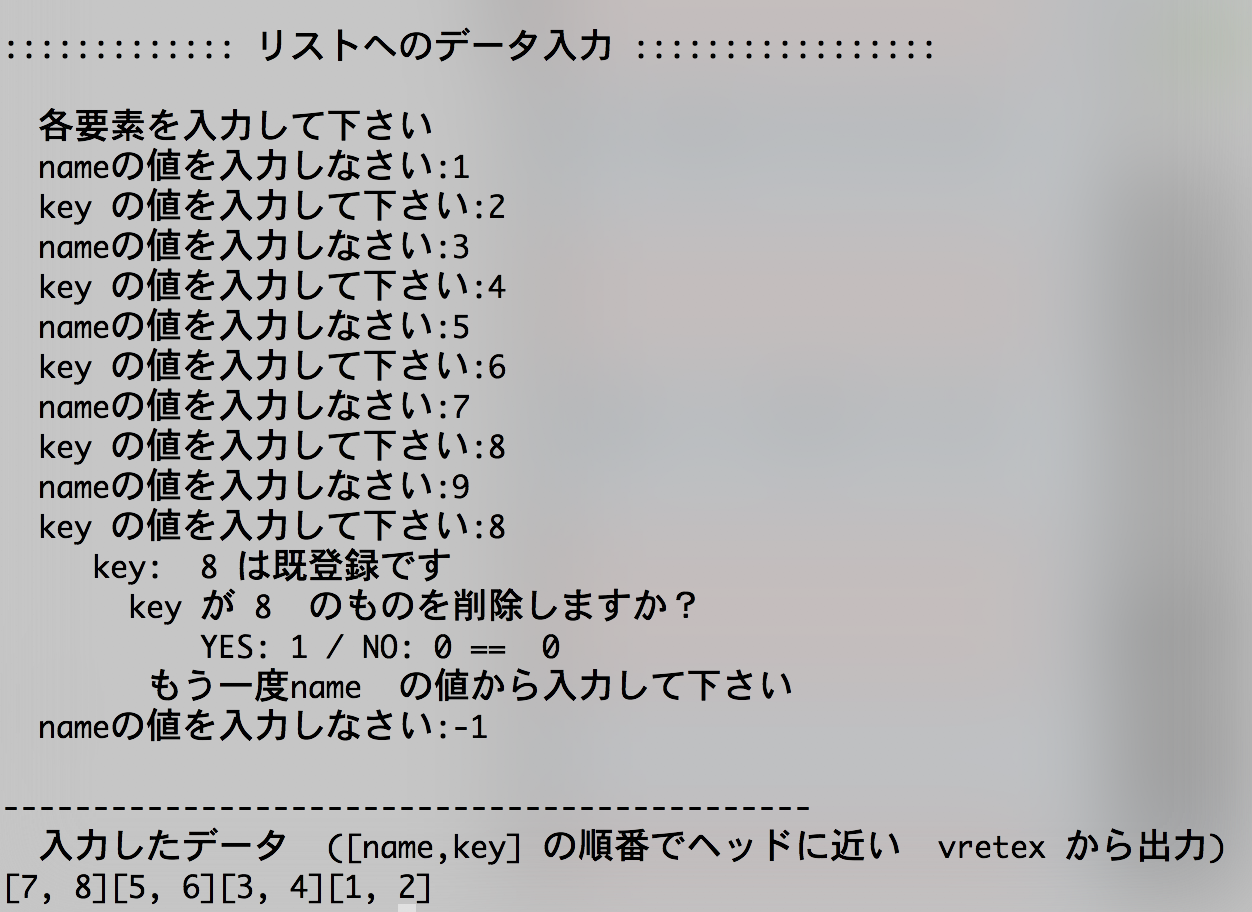 ::::::::::::: リストへのデータ入力 :::::::::::::::::
各要素を入力して下さい
nameの値を入力しなさい:1
key の値を入力して下さい:2
nameの値を入力しなさい:3
key の値を入力して下さい:4
nameの値を入力しなさい:5
key の値を入力して下さい:6
nameの値を入力しなさい:7
key の値を入力して下さい:8
nameの値を入力しなさい:9
key の値を入力して下さい:8
key:  8 は既登録です
key が 8  のものを削除しますか？
YES: 1 / NO: 0 ==  0
もう一度name  の値から入力して下さい
nameの値を入力しなさい:-1
---------------------------------------------
入力したデータ  ([name,key] の順番でヘッドに近い  vretex から出力)
[7, 8][5, 6][3, 4][1, 2]